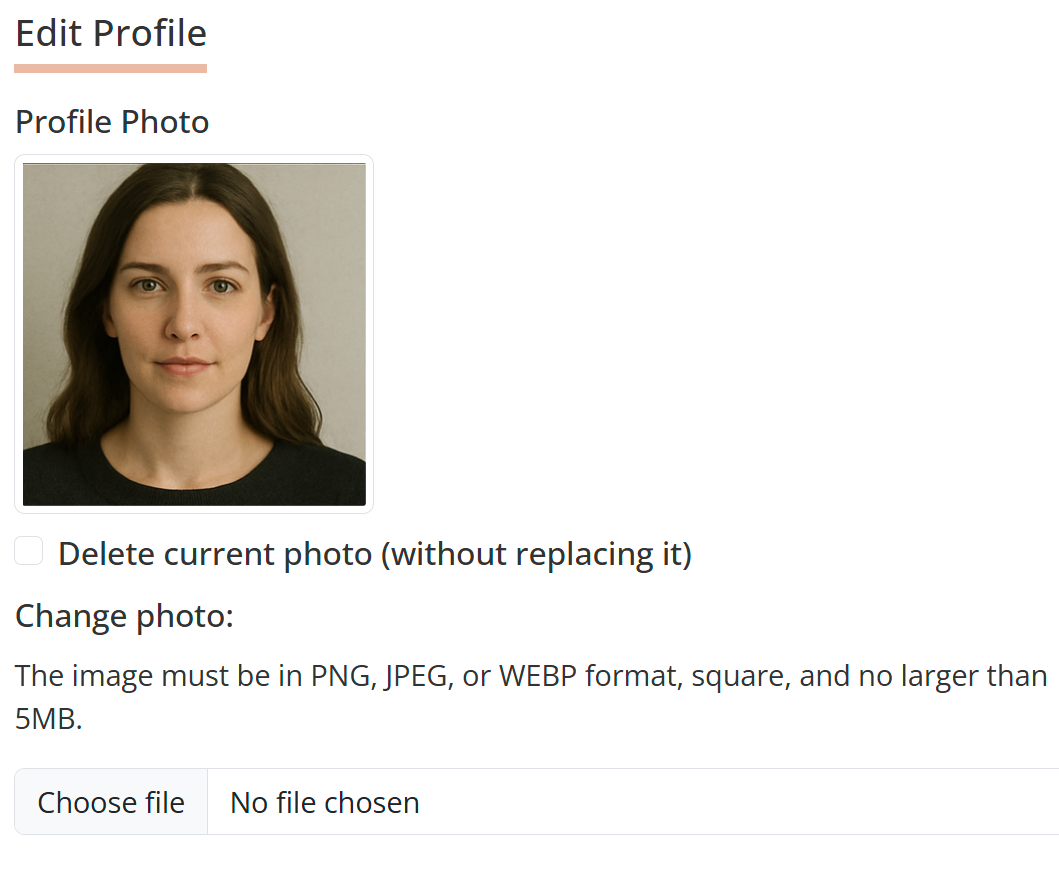 Edit Profile
Profile Photo
Delete current photo (without replacing it)
Change photo:
The image must be in PNG, JPEG, or WEBP format, square, and no larger than
5MB.
Choose file No file chosen